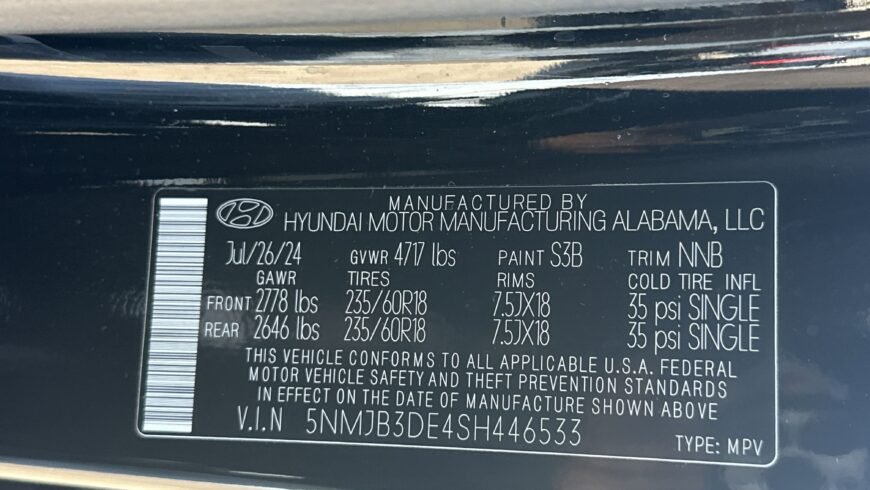 MANUFACTURED BY
HYUNDAI MOTOR MANUFACTURING ALABAMA, LLC
Jul/26/24 GVWR 4717 lbs PAINT S3B TRIM NNB
GAWR TIRES RIMS COLD TIRE INFL
FRONT 2778 lbs 235/60R18 7.5JX18 35 psi SINGLE
REAR 2646 lbs 235/60R18 7.5JX18 35 psi SINGLE
THIS VEHICLE CONFORMS TO ALL APPLICABLE U.S.A. FEDERAL
MOTOR VEHICLE SAFETY AND THEFT PREVENTION STANDARDS
IN EFFECT ON THE DATE OF MANUFACTURE SHOWN ABOVE
V.I.N 5NMJB3DE4SH446533
TYPE: MPV